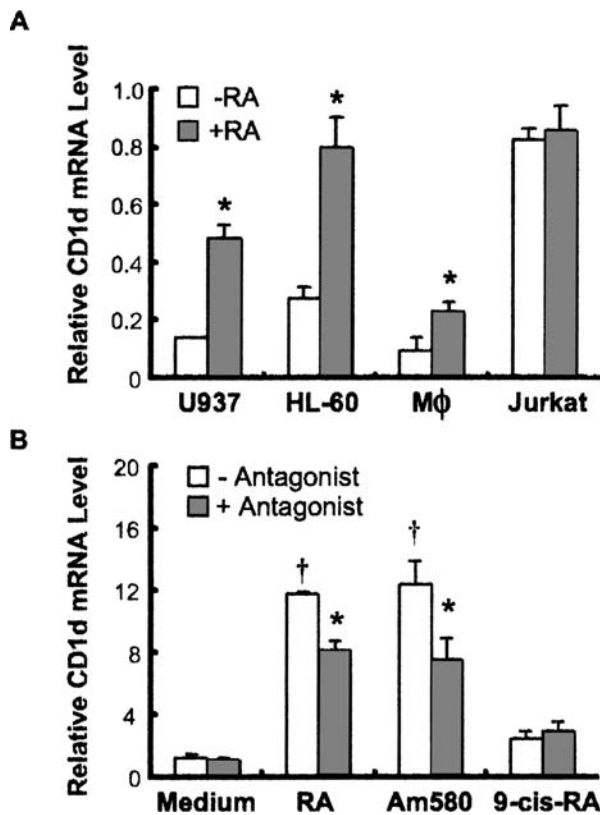 A
Relative CD1d mRNA Level
1.0
0.8
0.6
0.4
0.2
0
-RA
+RA
*
*
*
U937 HL-60 Mϕ Jurkat
B
Relative CD1d mRNA Level
20
16
12
8
4
0
- Antagonist
+ Antagonist
†
*
†
*
Medium RA Am580 9-cis-RA